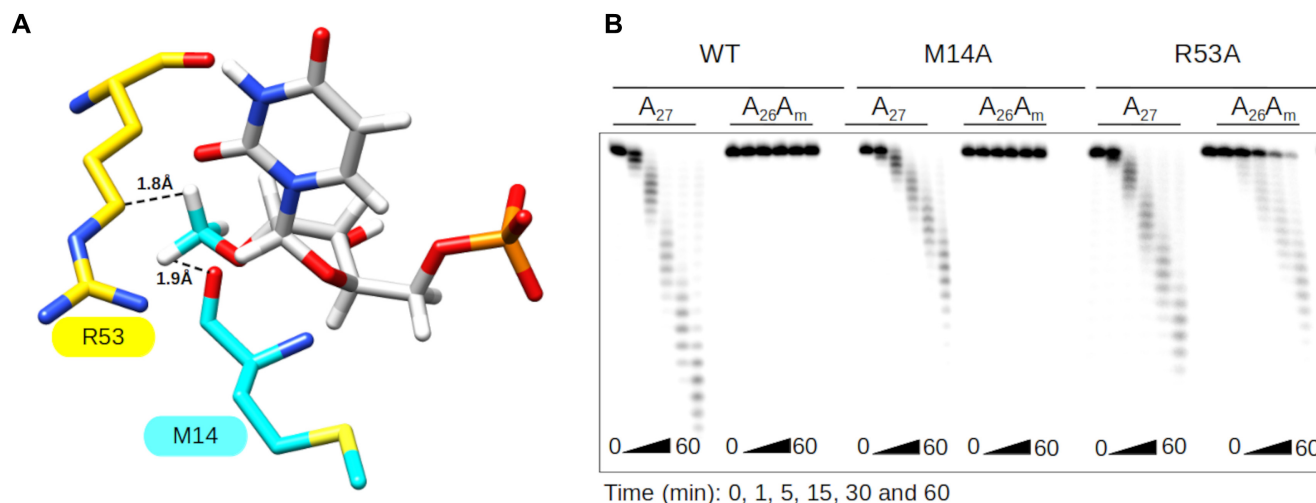 A
1.8Å
1.9Å
R53
M14
B
WT M14A R53A
A27 A26Am A27 A26Am A27 A26Am
0 60 0 60 0 60 0 60 0 60 0 60
Time (min): 0, 1, 5, 15, 30 and 60